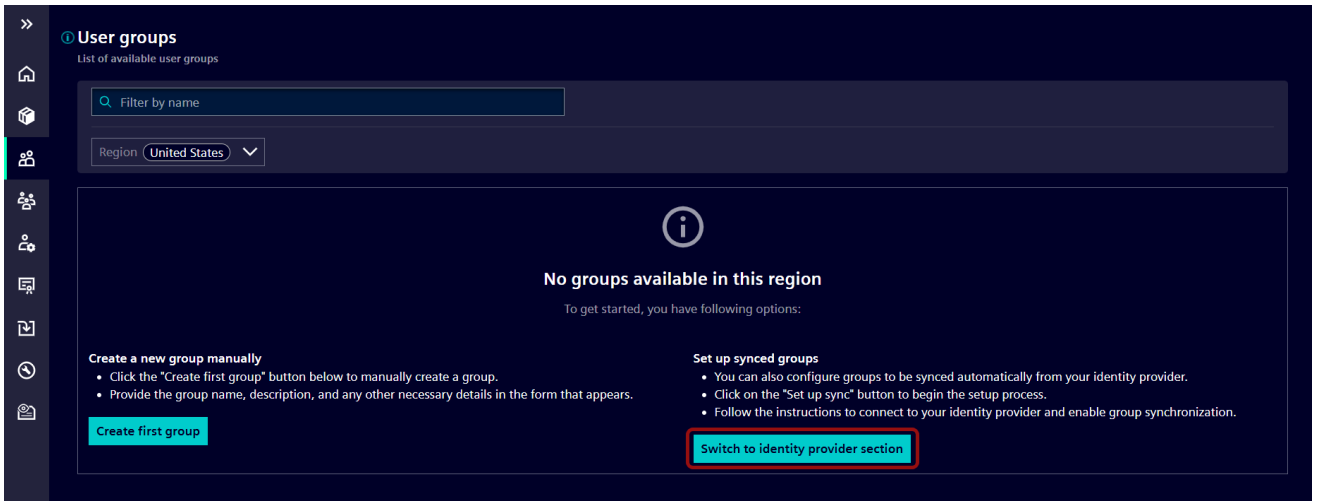 User groups
List of available user groups
Filter by name
Region United States
No groups available in this region
To get started, you have following options:
Create a new group manually
• Click the "Create first group" button below to manually create a group.
• Provide the group name, description, and any other necessary details in the form that appears.
Create first group
Set up synced groups
• You can also configure groups to be synced automatically from your identity provider.
• Click on the "Set up sync" button to begin the setup process.
• Follow the instructions to connect to your identity provider and enable group synchronization.
Switch to identity provider section